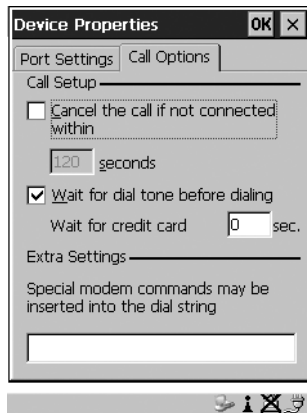 Device Properties OK ×
Port Settings Call Options
Call Setup
Cancel the call if not connected
within
120 seconds
Wait for dial tone before dialing
Wait for credit card 0 sec.
Extra Settings
Special modem commands may be
inserted into the dial string